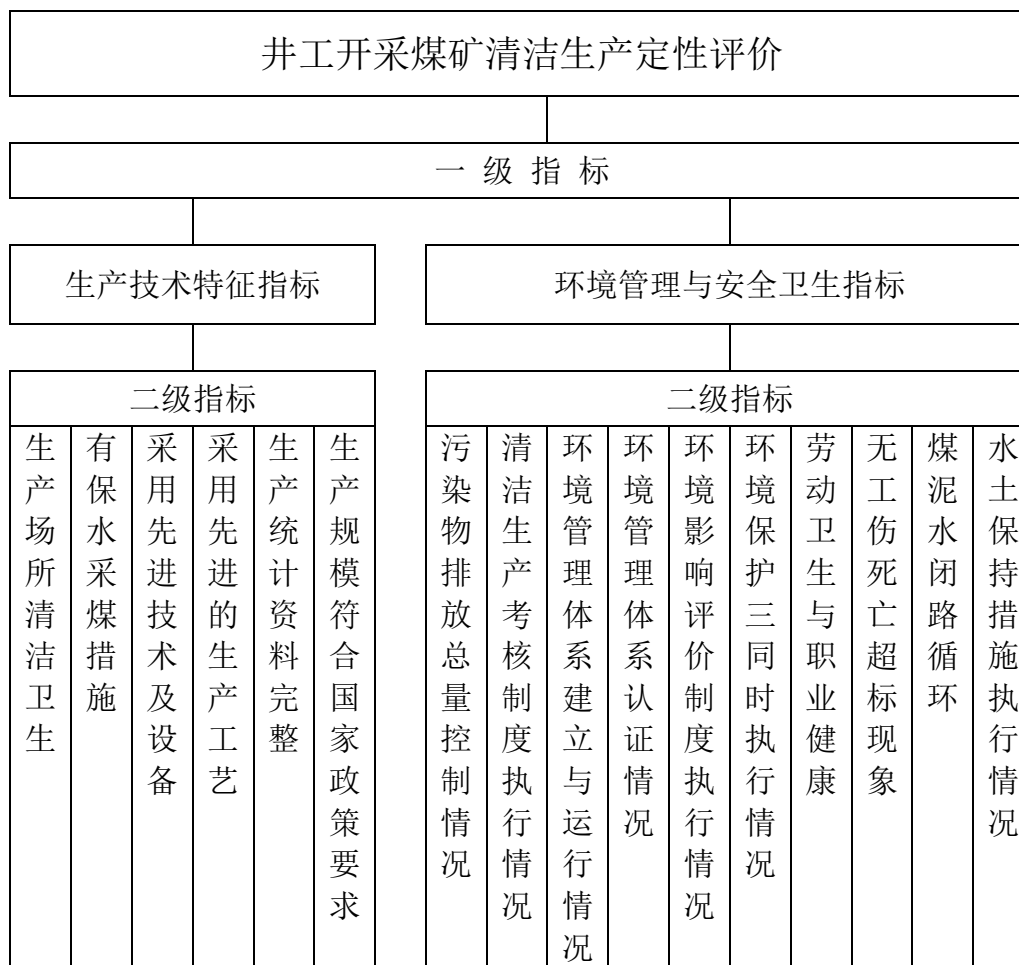 井工开采煤矿清洁生产定性评价
一 级 指 标
生产技术特征指标
环境管理与安全卫生指标
二级指标
生产场所清洁卫生
有保水采煤措施
采用先进技术及设备
采用先进的生产工艺
生产统计资料完整
生产规模符合国家政策要求
二级指标
污染物排放总量控制情况
清洁生产考核制度执行情况
环境管理体系建立与运行情况
环境管理体系认证情况
环境影响评价制度执行情况
环境保护三同时执行情况
劳动卫生与职业健康
无工伤死亡超标现象
煤泥水闭路循环
水土保持措施执行情况